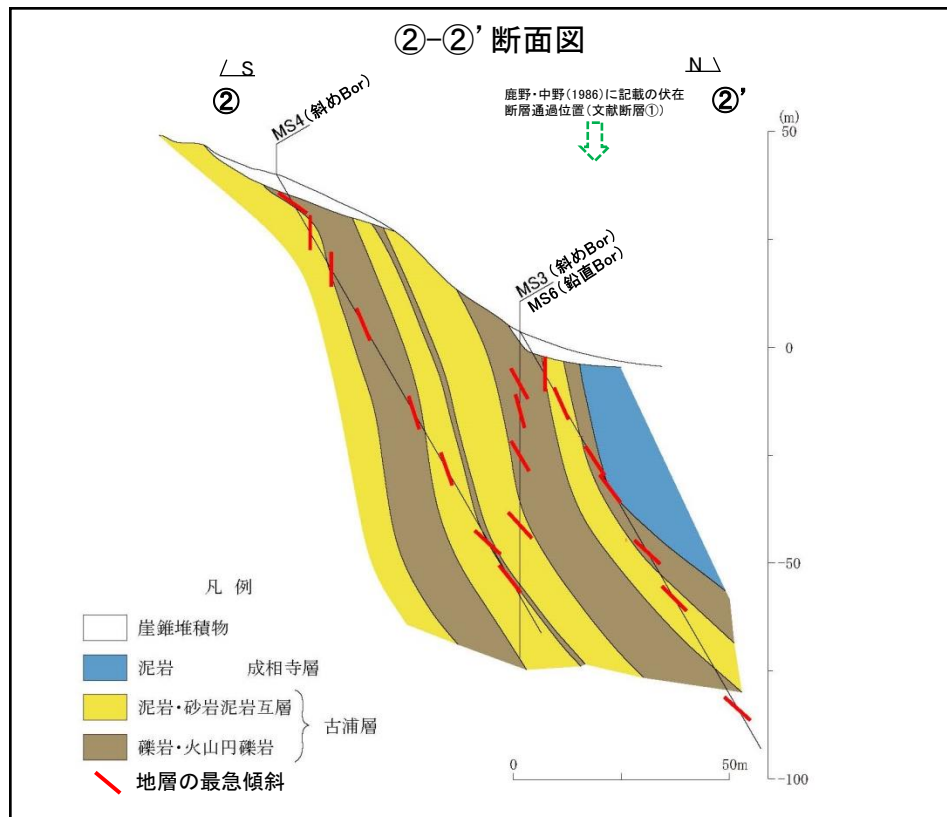 ②-②’断面図
S
②
N
②’
鹿野・中野(1986)に記載の伏在
断層通過位置(文献断層①)
MS4(斜めBor)
MS3(斜めBor)
MS6(鉛直Bor)
(m)
50
0
-50
-100
凡 例
崖錐堆積物
泥岩 成相寺層
泥岩・砂岩泥岩互層
古浦層
礫岩・火山円礫岩
地層の最急傾斜
0
50m